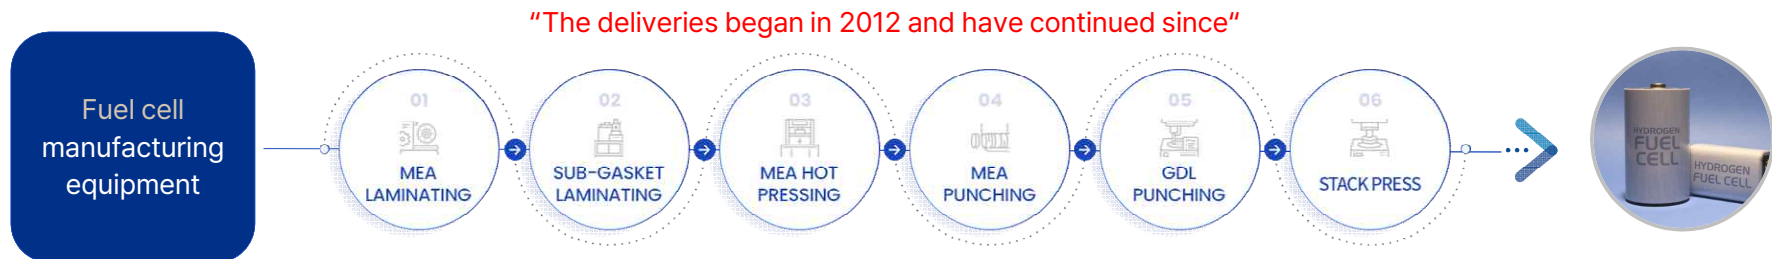 “The deliveries began in 2012 and have continued since“
Fuel cell
manufacturing
equipment
01
MEA
LAMINATING
02
SUB-GASKET
LAMINATING
03
MEA HOT
PRESSING
04
MEA
PUNCHING
05
GDL
PUNCHING
06
STACK PRESS
HYDROGEN
FUEL
CELL
HYDROGEN
FUEL CELL